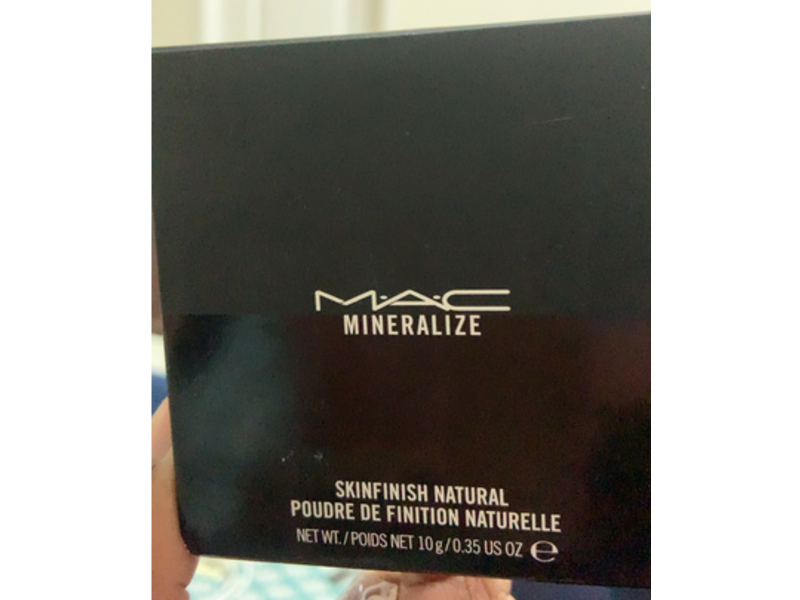 M·A·C
MINERALIZE
SKINFINISH NATURAL
POUDRE DE FINITION NATURELLE
NET WT. / POIDS NET 10 g / 0.35 US OZ ℮